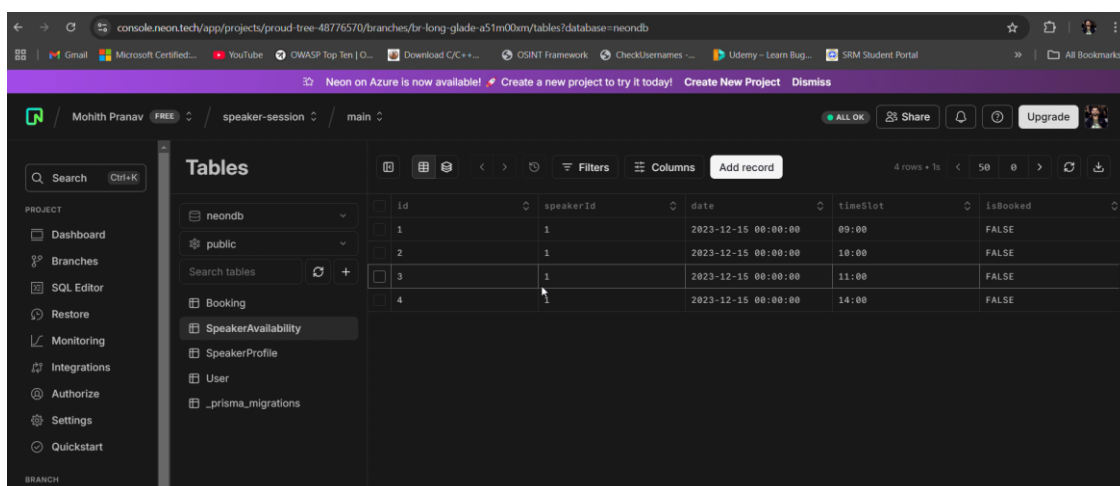 console.neon.tech/app/projects/proud-tree-48776570/branches/br-long-glade-a51m00xm/tables?database=neondb
Gmail Microsoft Certified:... YouTube OWASP Top Ten | O... Download C/C++... OSINT Framework CheckUsernames -... Udemy – Learn Bug... SRM Student Portal » All Bookmarks
Neon on Azure is now available! 🚀 Create a new project to try it today! Create New Project Dismiss
/ Mohith Pranav FREE / speaker-session / main ALL OK Share Upgrade
Tables Filters Columns Add record 4 rows • 1s 50 0
Search Ctrl+K
id speakerId date timeSlot isBooked
PROJECT
neondb
1 1 2023-12-15 00:00:00 09:00 FALSE
Dashboard
public
2 1 2023-12-15 00:00:00 10:00 FALSE
Branches
Search tables +
3 1 2023-12-15 00:00:00 11:00 FALSE
SQL Editor
Booking
4 1 2023-12-15 00:00:00 14:00 FALSE
Restore
SpeakerAvailability
Monitoring
SpeakerProfile
Integrations
User
Authorize
_prisma_migrations
Settings
Quickstart
BRANCH